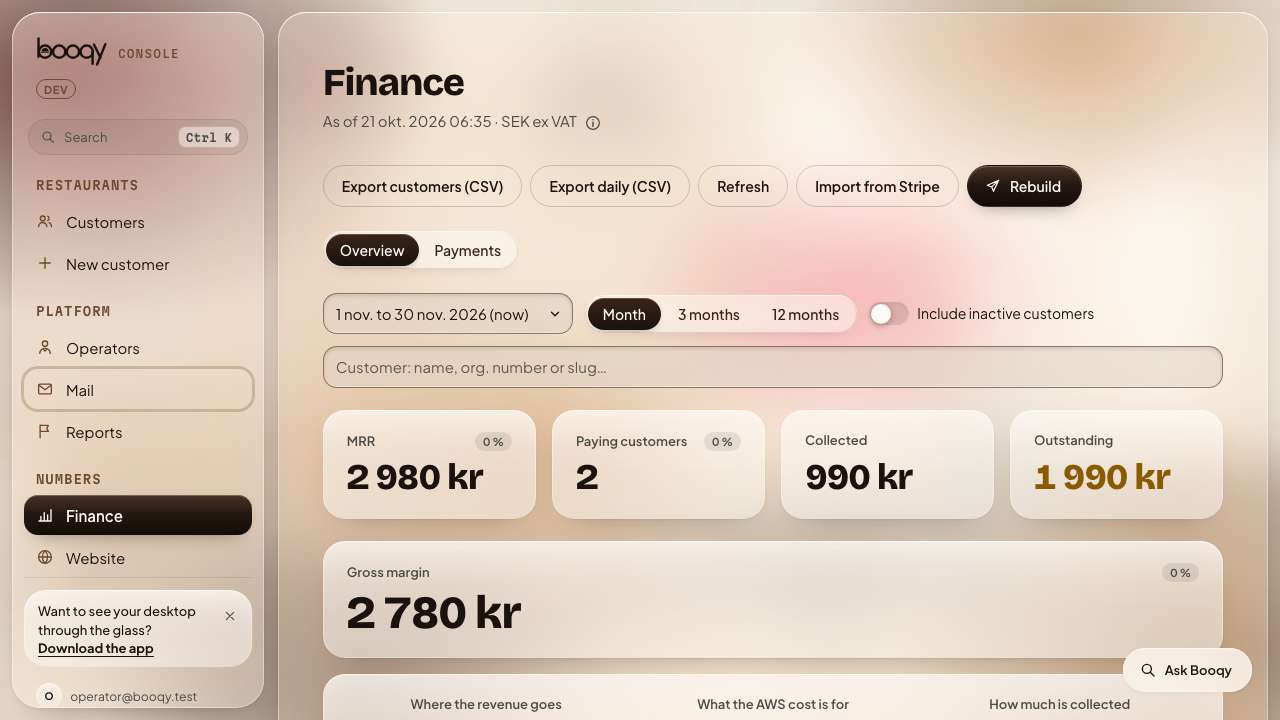 booqy CONSOLE
DEV
Search Ctrl K
RESTAURANTS
Customers
New customer
PLATFORM
Operators
Mail
Reports
NUMBERS
Finance
Website
Want to see your desktop
through the glass?
Download the app
O operator@booqy.test
Finance
As of 21 okt. 2026 06:35 · SEK ex VAT
Export customers (CSV) Export daily (CSV) Refresh Import from Stripe Rebuild
Overview Payments
1 nov. to 30 nov. 2026 (now) Month 3 months 12 months Include inactive customers
Customer: name, org. number or slug...
MRR 0 % Paying customers 0 % Collected Outstanding
2 980 kr 2 990 kr 1 990 kr
Gross margin 0 %
2 780 kr
Ask Booqy
Where the revenue goes What the AWS cost is for How much is collected